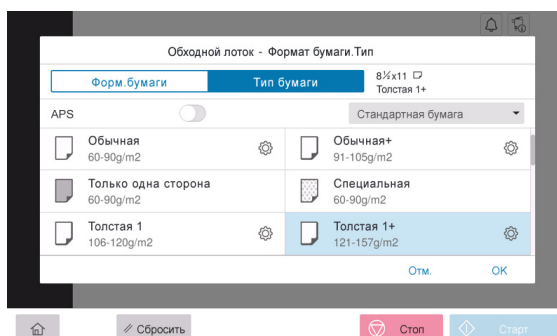 Обходной лоток - Формат бумаги.Тип
Форм.бумаги
Тип бумаги
8½x11
Толстая 1+
APS
Стандартная бумага
Обычная
60-90g/m2
Обычная+
91-105g/m2
Только одна сторона
60-90g/m2
Специальная
60-90g/m2
Толстая 1
106-120g/m2
Толстая 1+
121-157g/m2
Отм.
OK
Сбросить
Стоп
Старт